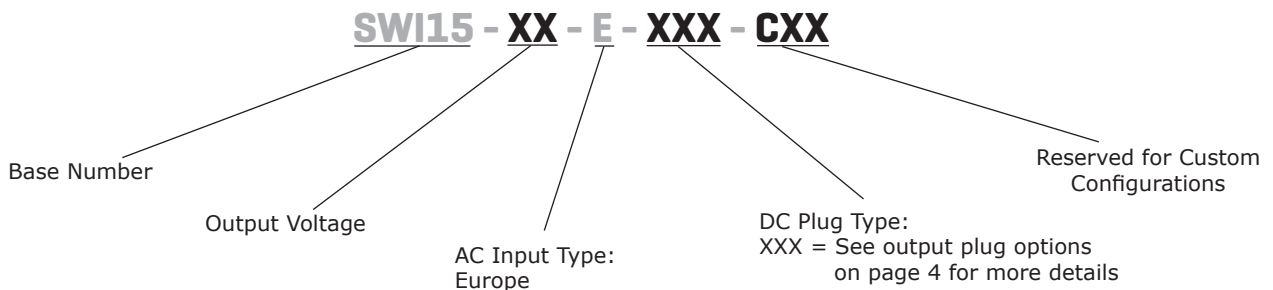 SWI15 - XX - E - XXX - CXX
Base Number
Output Voltage
AC Input Type:
Europe
DC Plug Type:
XXX = See output plug options
on page 4 for more details
Reserved for Custom
Configurations